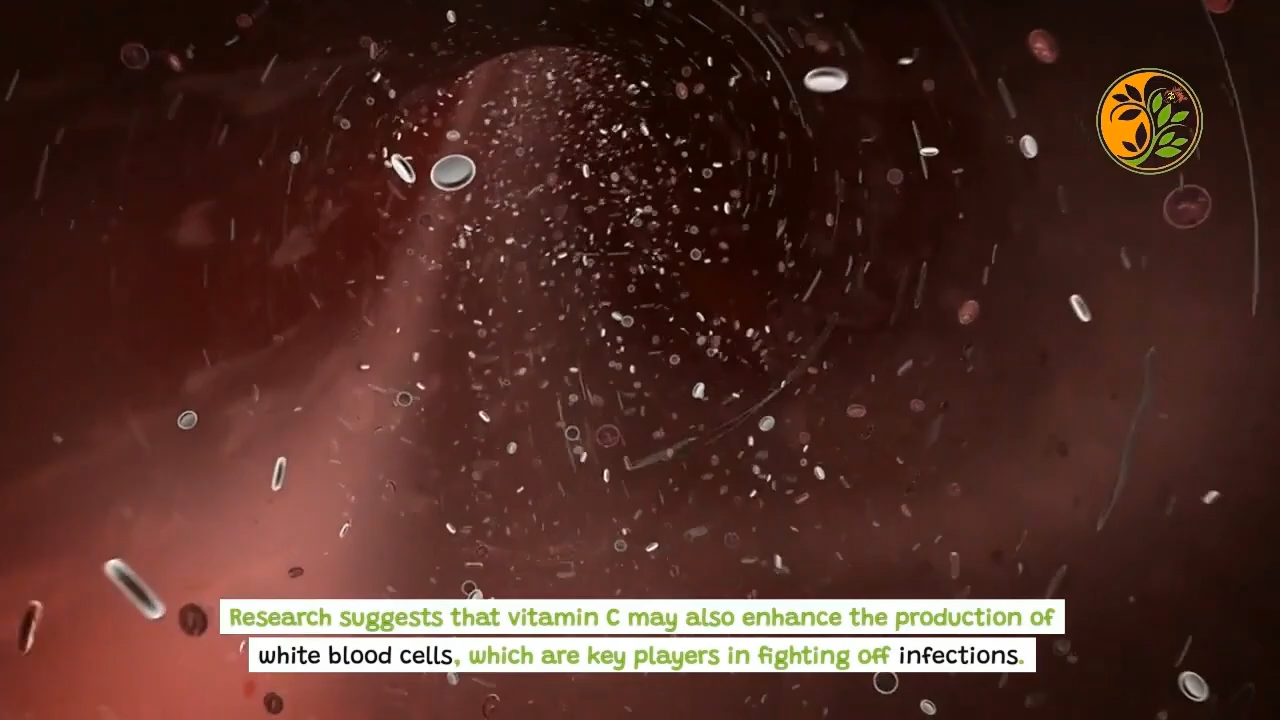 Research suggests that vitamin C may also enhance the production of
white blood cells, which are key players in fighting off infections.